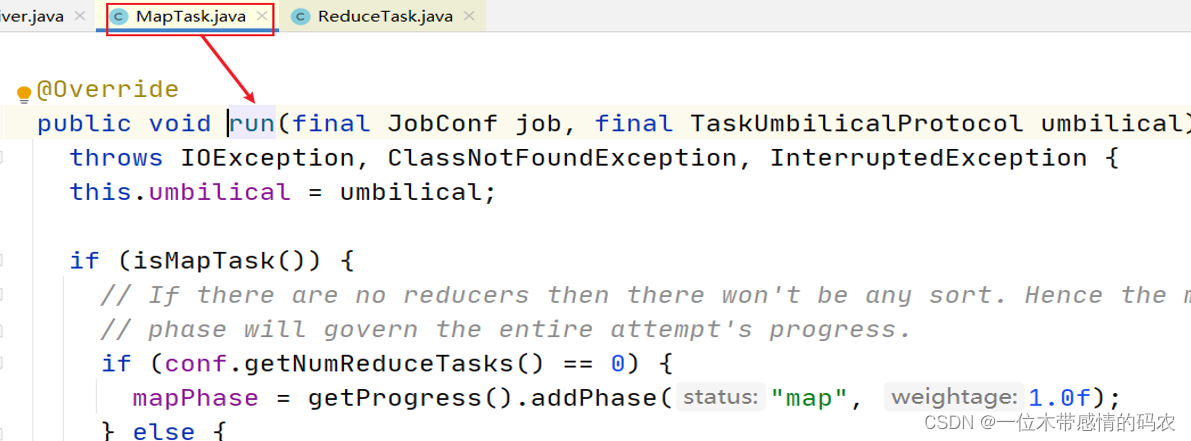 iver.java × MapTask.java × ReduceTask.java ×
@Override
public void run(final JobConf job, final TaskUmbilicalProtocol umbilical)
throws IOException, ClassNotFoundException, InterruptedException {
this.umbilical = umbilical;
if (isMapTask()) {
// If there are no reducers then there won't be any sort. Hence the m
// phase will govern the entire attempt's progress.
if (conf.getNumReduceTasks() == 0) {
mapPhase = getProgress().addPhase( status: "map", weightage: 1.0f);
} else {
CSDN @一位木带感情的码农